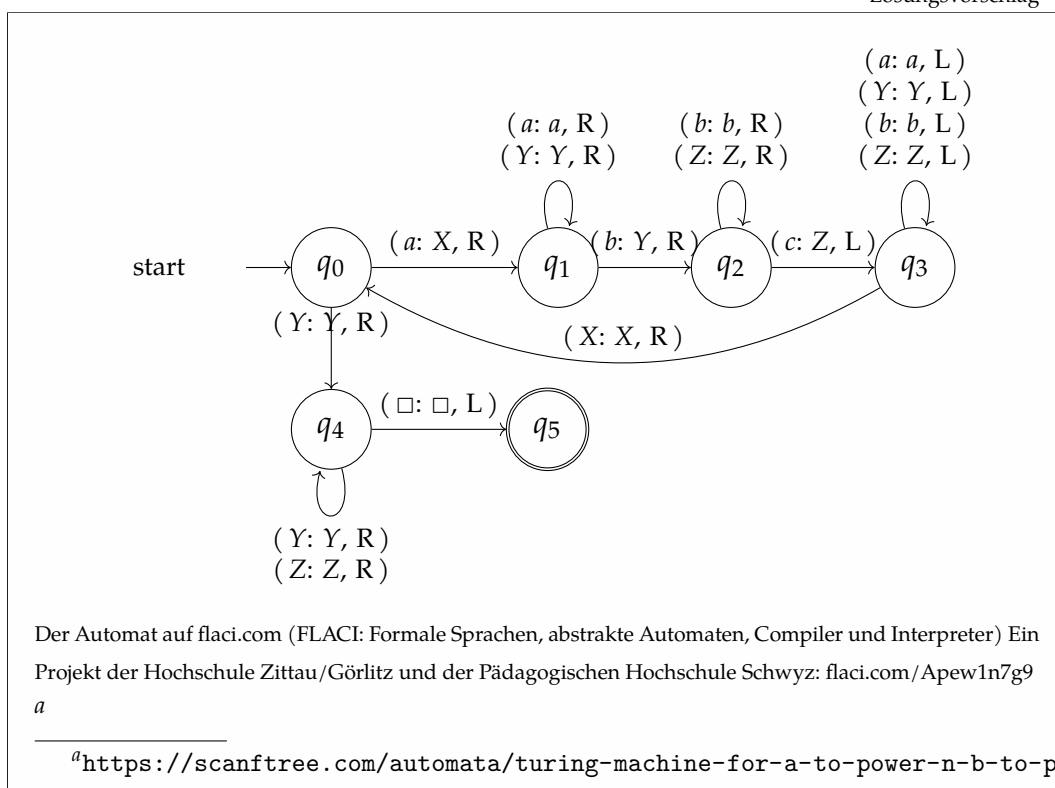 Lösungsvorschlag
(a: a, L)
(Y: Y, L)
(b: b, L)
(Z: Z, L)
(a: a, R)
(Y: Y, R)
(b: b, R)
(Z: Z, R)
start
q0
(a: X, R)
q1
(b: Y, R)
q2
(c: Z, L)
q3
(Y: Y, R)
(X: X, R)
q4
(□: □, L)
q5
(Y: Y, R)
(Z: Z, R)
Der Automat auf flaci.com (FLACI: Formale Sprachen, abstrakte Automaten, Compiler und Interpreter) Ein
Projekt der Hochschule Zittau/Görlitz und der Pädagogischen Hochschule Schwyz: flaci.com/Apew1n7g9
a
a https://scanftree.com/automata/turing-machine-for-a-to-power-n-b-to-p